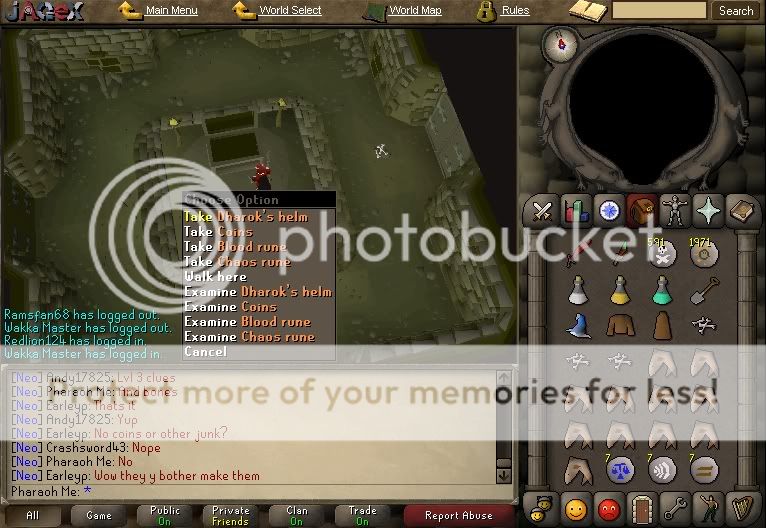 JAGeX Main Menu World Select World Map Rules Search
Choose Option
Take Dharok's helm
Take Coins
Take Blood rune
Take Chaos rune
Walk here
Examine Dharok's helm
Examine Coins
Examine Blood rune
Examine Chaos rune
Cancel
photobucket
591 1971
Ramsfan68 has logged out.
Wakka Master has logged out.
Redlion124 has logged in.
Wakka Master has logged in.
Protect more of your memories for less!
[Neo] Andy17825: Lvl 3 clues
[Neo] Pharaoh Me: And bones
[Neo] Earleyp: Thats it
[Neo] Andy17825: Yup
[Neo] Earleyp: No coins or other junk?
[Neo] Crashsword43: Nope
[Neo] Pharaoh Me: No
[Neo] Earleyp: Wow they y bother make them
Pharaoh Me: *
7 7 7
All Game Public On Private Friends Clan On Trade On Report Abuse